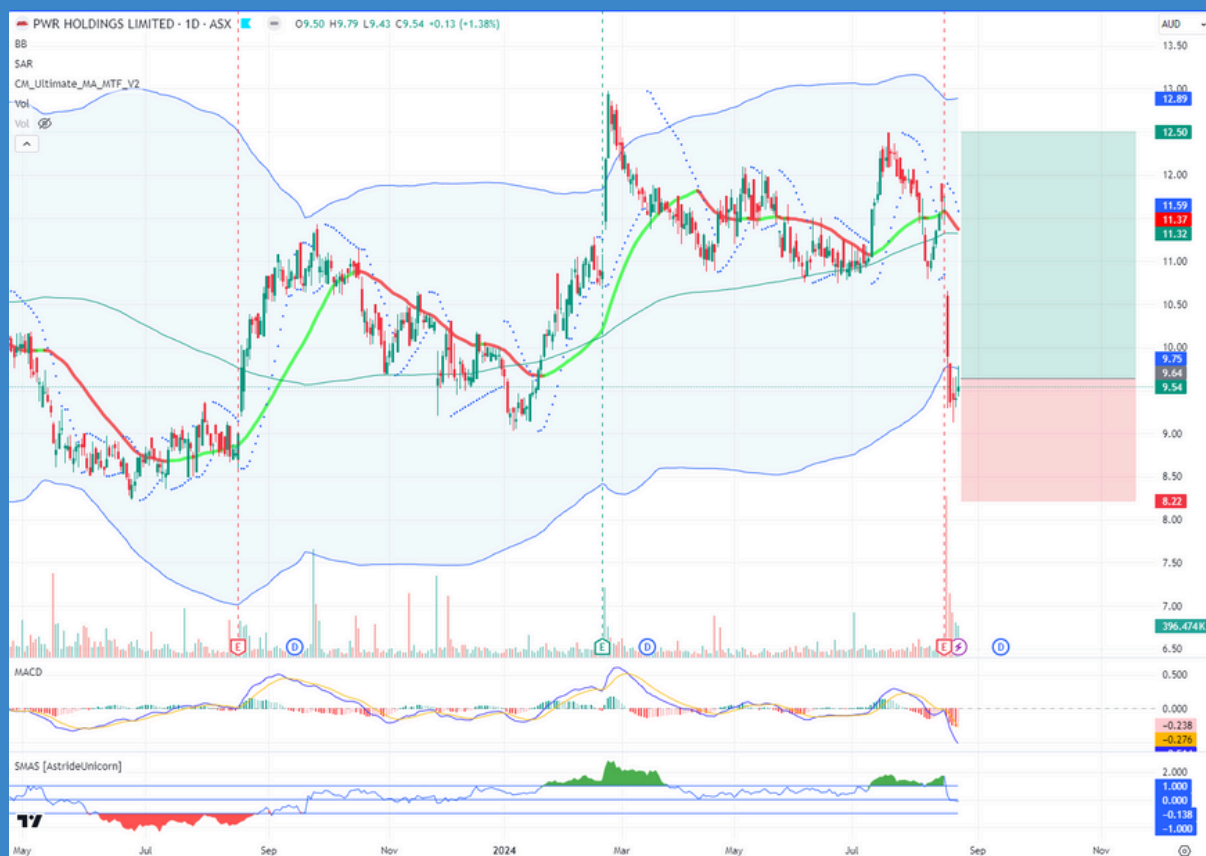 PWR HOLDINGS LIMITED · 1D · ASX O9.50 H9.79 L9.43 C9.54 +0.13 (+1.38%)
AUD
BB
SAR
CM_Ultimate_MA_MTF_V2
Vol
Vol
13.50
13.00
12.89
12.50
12.00
11.59
11.37
11.32
11.00
10.50
10.00
9.75
9.64
9.54
9.00
8.50
8.22
8.00
7.50
7.00
396.474K
6.50
E
D
E
D
E
D
MACD
0.500
0.000
−0.238
−0.276
SMAS [AstrideUnicorn]
2.000
1.000
0.000
−0.138
−1.000
May Jul Sep Nov 2024 Mar May Jul Sep Nov